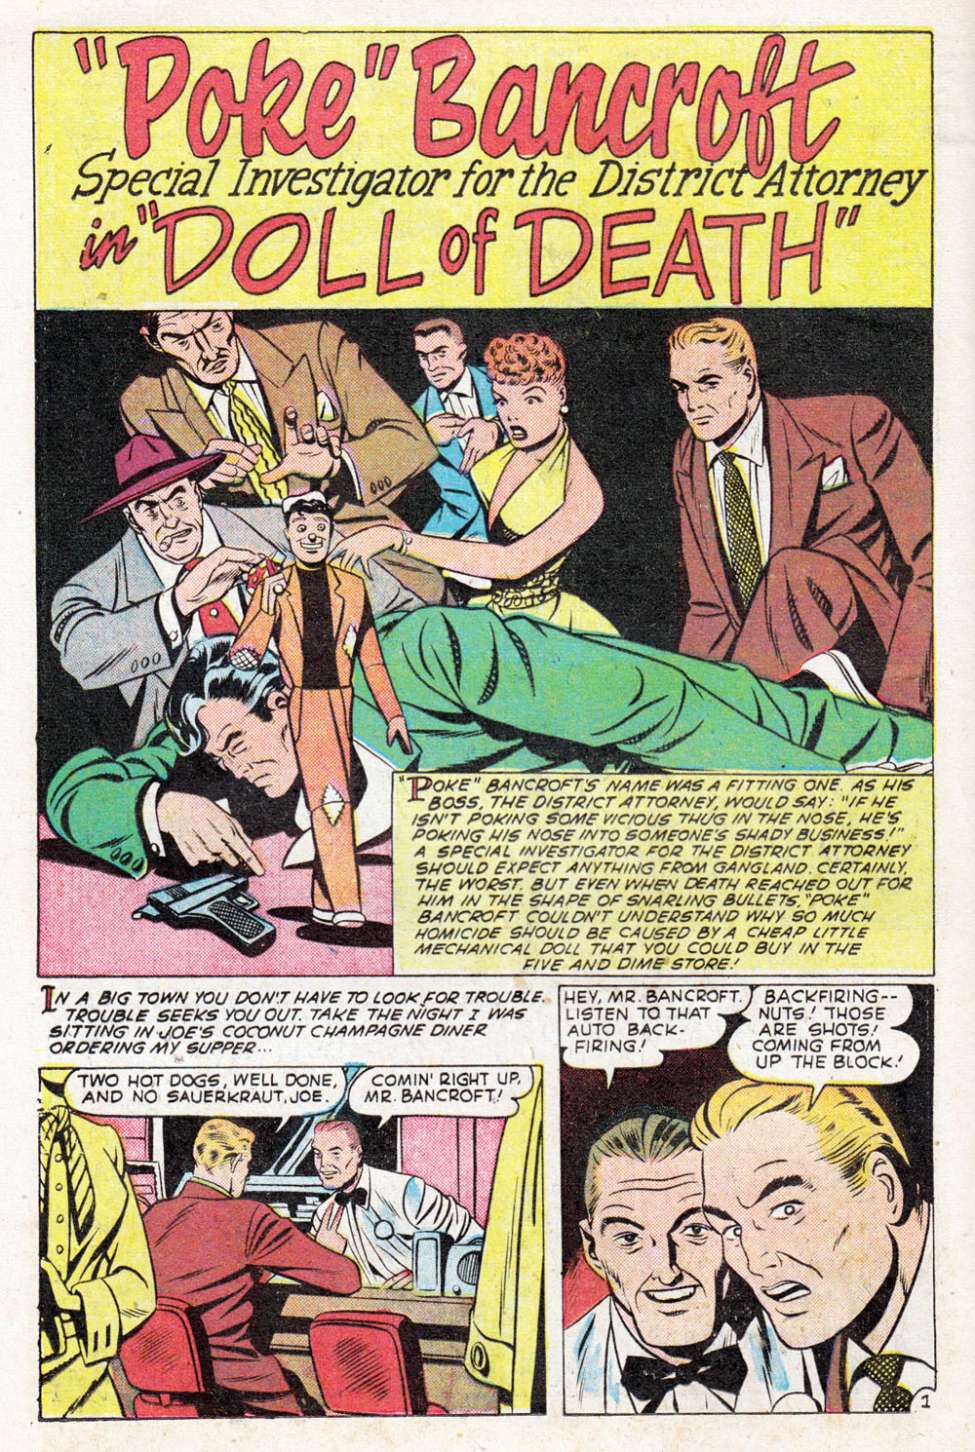 "Poke" Bancroft
Special Investigator for the District Attorney
in "DOLL of DEATH"
"POKE" BANCROFT'S NAME WAS A FITTING ONE. AS HIS
BOSS, THE DISTRICT ATTORNEY, WOULD SAY: "IF HE
ISN'T POKING SOME VICIOUS THUG IN THE NOSE, HE'S
POKING HIS NOSE INTO SOMEONE'S SHADY BUSINESS!"
A SPECIAL INVESTIGATOR FOR THE DISTRICT ATTORNEY
SHOULD EXPECT ANYTHING FROM GANGLAND. CERTAINLY,
THE WORST. BUT EVEN WHEN DEATH REACHED OUT FOR
HIM IN THE SHAPE OF SNARLING BULLETS, "POKE"
BANCROFT COULDN'T UNDERSTAND WHY SO MUCH
HOMICIDE SHOULD BE CAUSED BY A CHEAP LITTLE
MECHANICAL DOLL THAT YOU COULD BUY IN THE
FIVE AND DIME STORE!
IN A BIG TOWN YOU DON'T HAVE TO LOOK FOR TROUBLE.
TROUBLE SEEKS YOU OUT. TAKE THE NIGHT I WAS
SITTING IN JOE'S COCONUT CHAMPAGNE DINER
ORDERING MY SUPPER...
TWO HOT DOGS, WELL DONE,
AND NO SAUERKRAUT, JOE.
COMIN' RIGHT UP,
MR. BANCROFT!
HEY, MR. BANCROFT.
LISTEN TO THAT
AUTO BACK-
FIRING!
BACKFIRING--
NUTS! THOSE
ARE SHOTS!
COMING FROM
UP THE BLOCK!
1